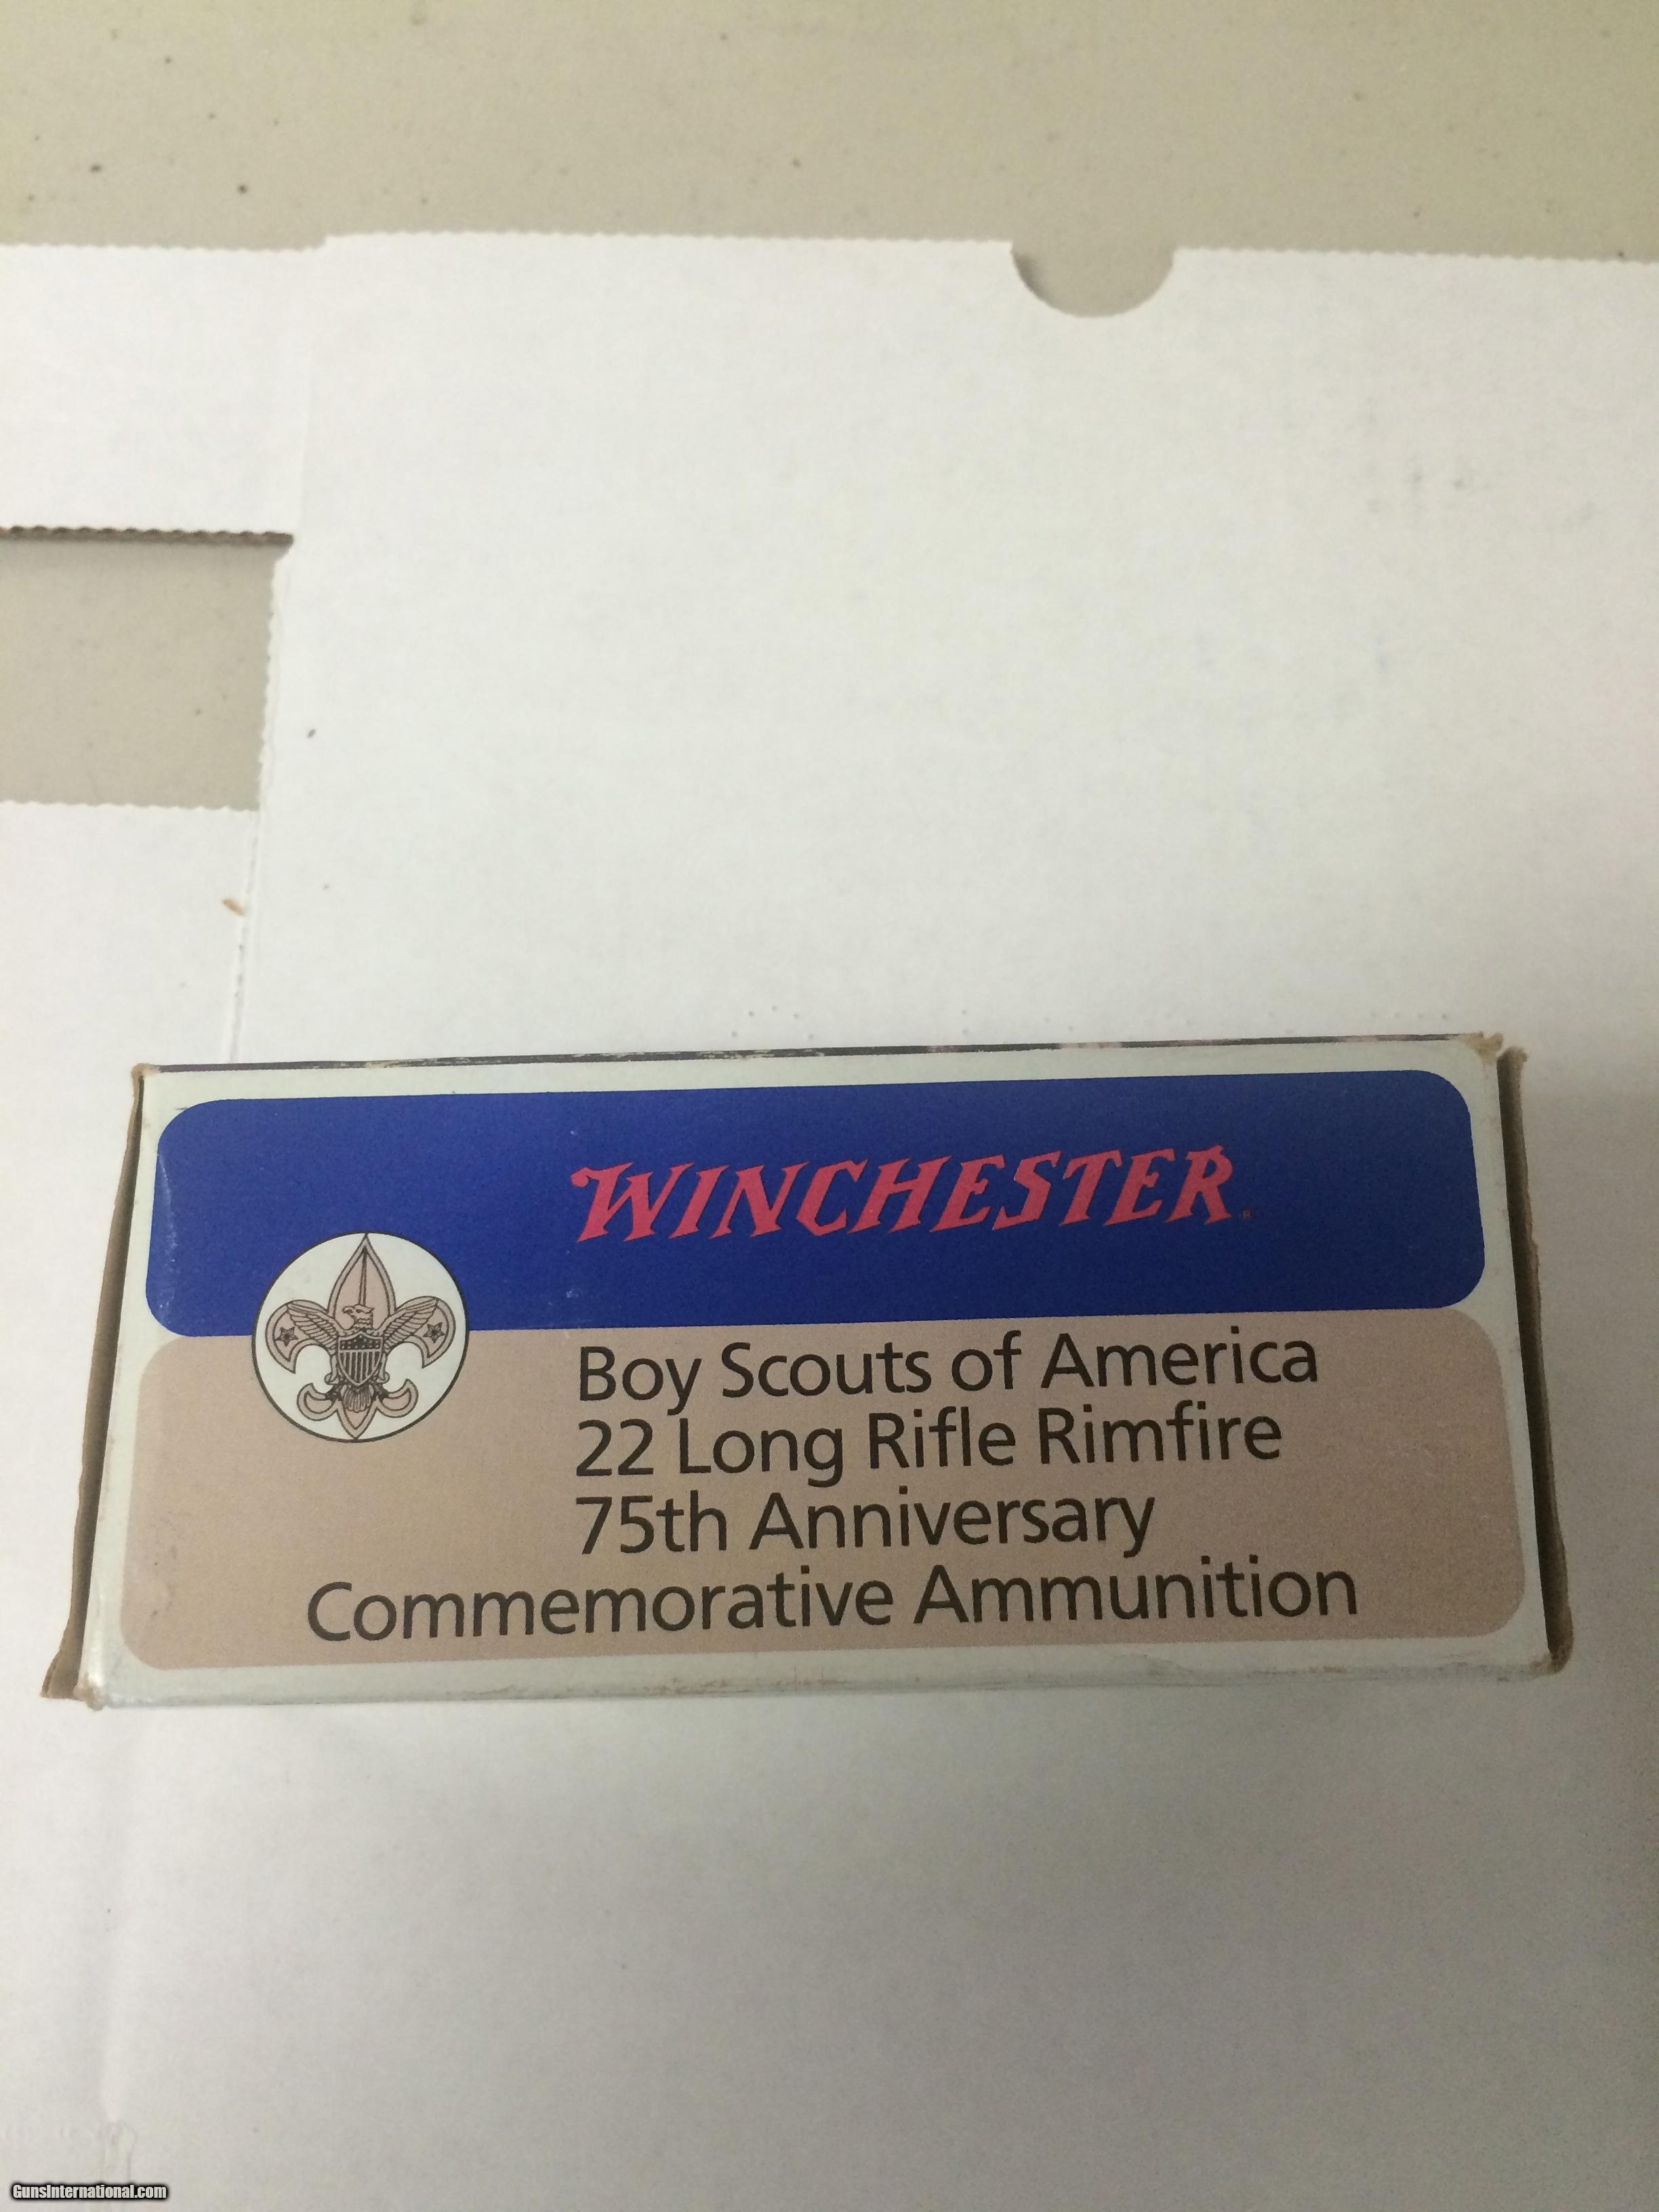 WINCHESTER®
Boy Scouts of America
22 Long Rifle Rimfire
75th Anniversary
Commemorative Ammunition
GunsInternational.com